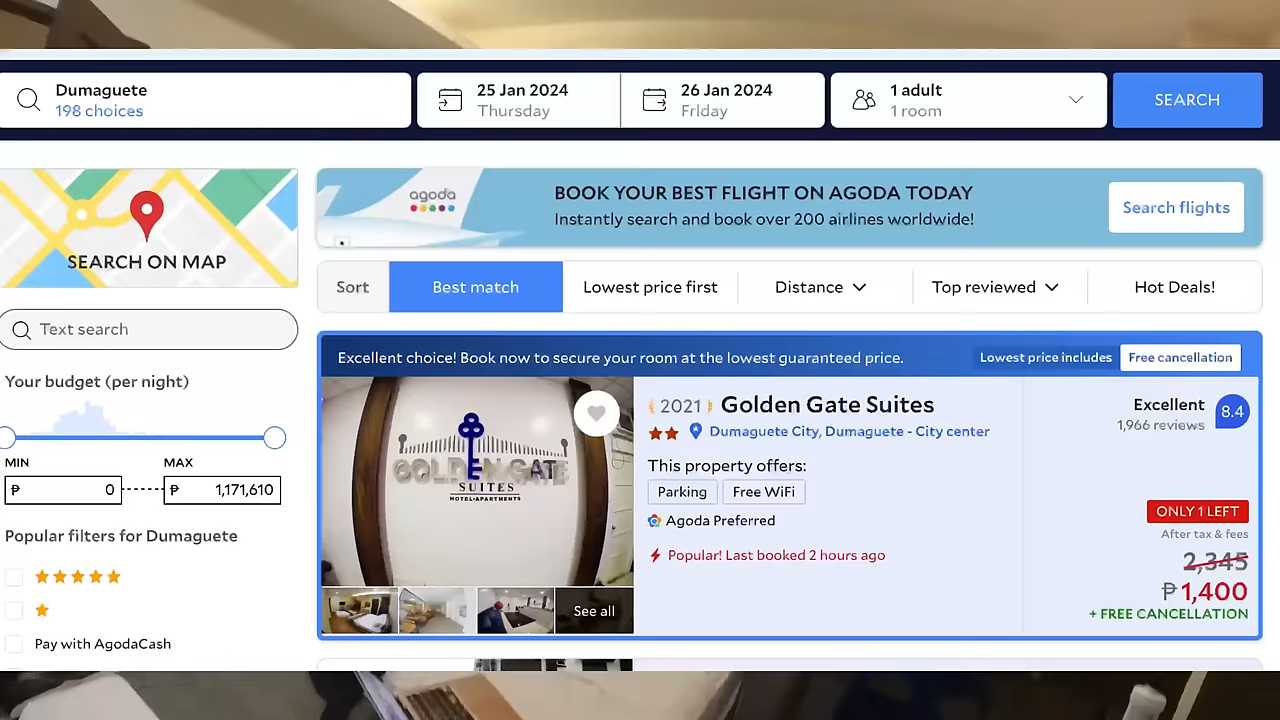 Dumaguete
198 choices
25 Jan 2024
Thursday
26 Jan 2024
Friday
1 adult
1 room
SEARCH
SEARCH ON MAP
agoda
BOOK YOUR BEST FLIGHT ON AGODA TODAY
Instantly search and book over 200 airlines worldwide!
Search flights
Sort
Best match
Lowest price first
Distance
Top reviewed
Hot Deals!
Text search
Your budget (per night)
MIN
MAX
₱ 0
₱ 1,171,610
Popular filters for Dumaguete
Pay with AgodaCash
Excellent choice! Book now to secure your room at the lowest guaranteed price.
Lowest price includes
Free cancellation
GOLDEN GATE
SUITES
HOTEL-APARTMENTS
See all
2021
Golden Gate Suites
Dumaguete City, Dumaguete - City center
This property offers:
Parking
Free WiFi
Agoda Preferred
Popular! Last booked 2 hours ago
Excellent
8.4
1,966 reviews
ONLY 1 LEFT
After tax & fees
2,345
₱ 1,400
+ FREE CANCELLATION